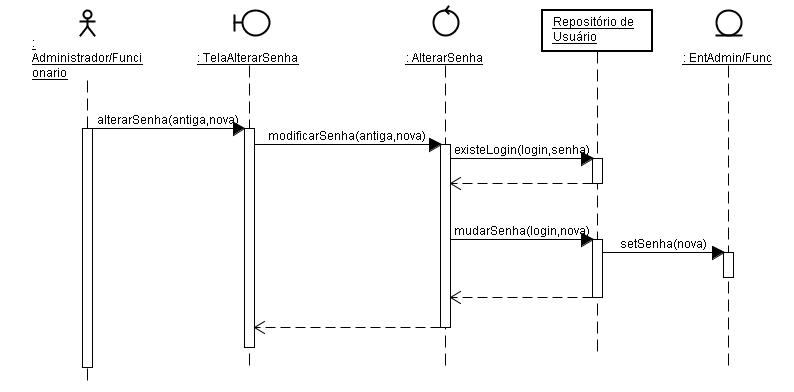 :
Administrador/Funci
onario
: TelaAlterarSenha
: AlterarSenha
Repositório de
Usuário
: EntAdmin/Func
alterarSenha(antiga,nova)
modificarSenha(antiga,nova)
existeLogin(login,senha)
mudarSenha(login,nova)
setSenha(nova)